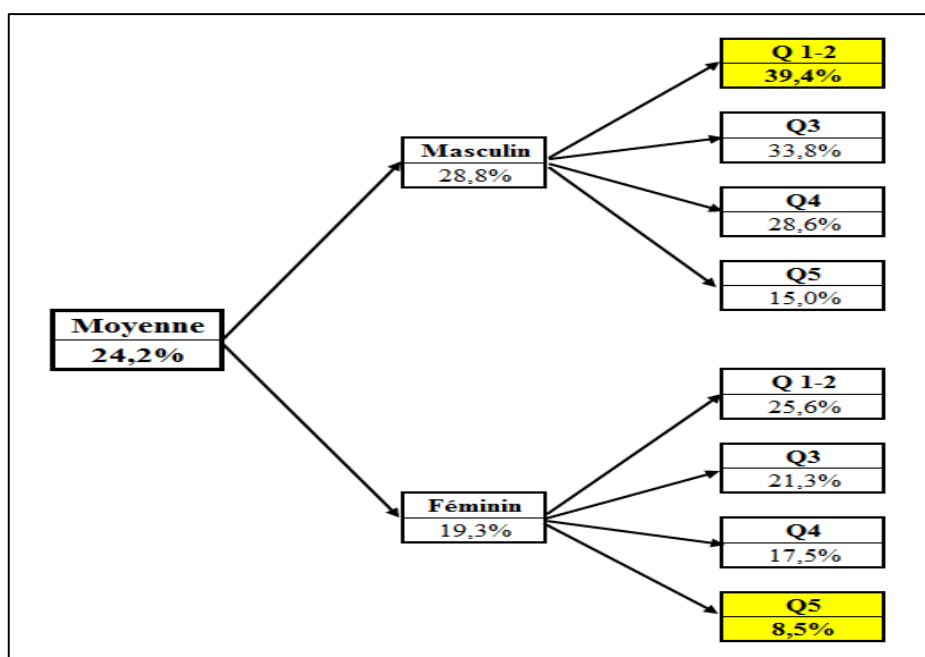 Moyenne
24,2%
Masculin
28,8%
Q 1-2
39,4%
Q3
33,8%
Q4
28,6%
Q5
15,0%
Féminin
19,3%
Q 1-2
25,6%
Q3
21,3%
Q4
17,5%
Q5
8,5%